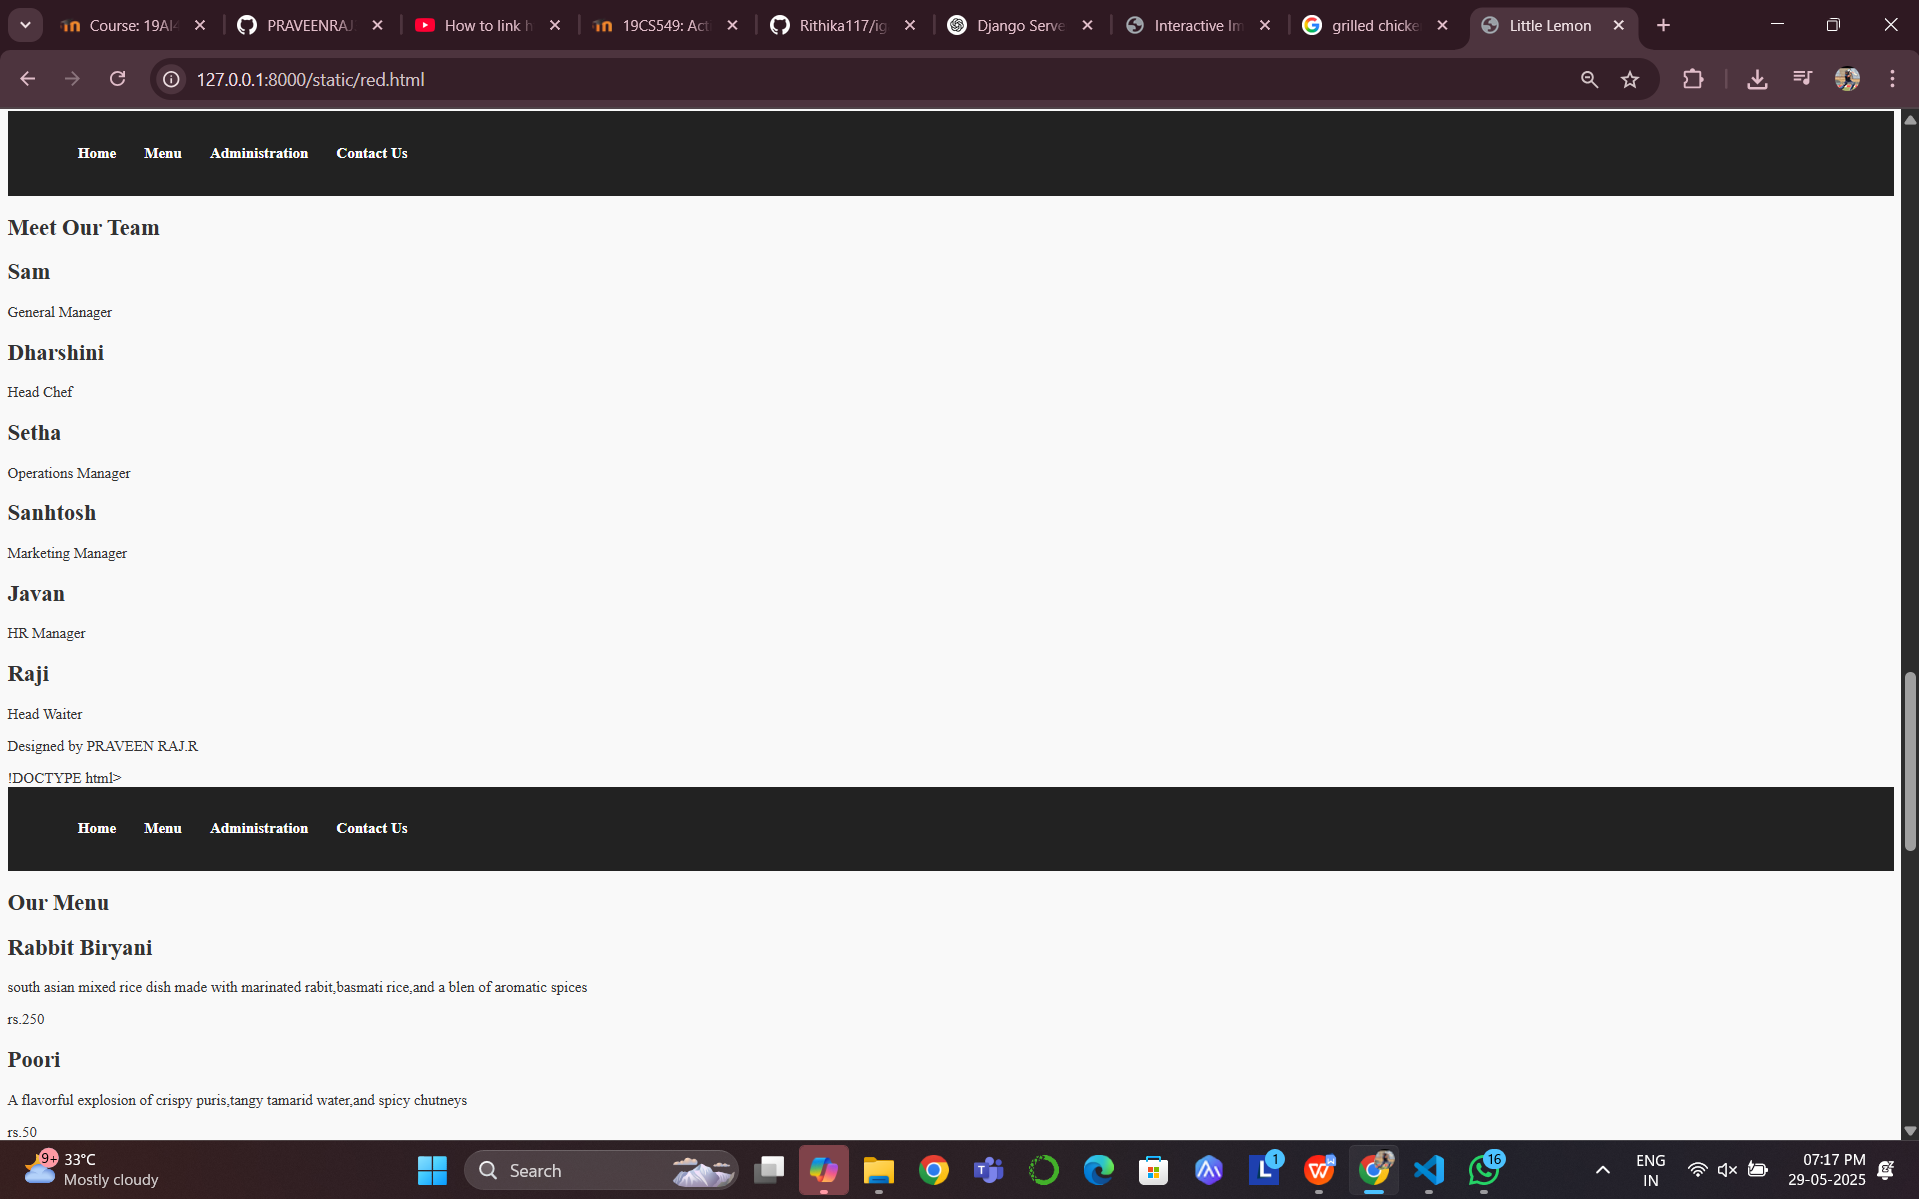 Course: 19AI4
PRAVEENRAJ
How to link h
19CS549: Acti
Rithika117/ig
Django Serve
Interactive Im
grilled chicke
Little Lemon
127.0.0.1:8000/static/red.html
Home Menu Administration Contact Us
Meet Our Team
Sam
General Manager
Dharshini
Head Chef
Setha
Operations Manager
Sanhtosh
Marketing Manager
Javan
HR Manager
Raji
Head Waiter
Designed by PRAVEEN RAJ.R
!DOCTYPE html>
Home Menu Administration Contact Us
Our Menu
Rabbit Biryani
south asian mixed rice dish made with marinated rabit,basmati rice,and a blen of aromatic spices
rs.250
Poori
A flavorful explosion of crispy puris,tangy tamarid water,and spicy chutneys
rs.50
9+
33°C
Mostly cloudy
Search
1
16
ENG
IN
07:17 PM
29-05-2025